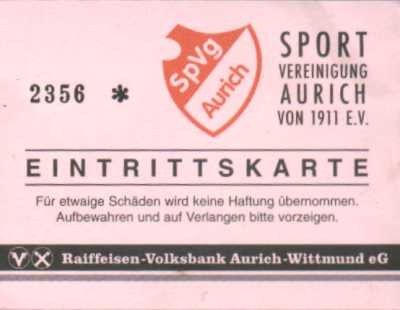 2356 *
SpVg
Aurich
SPORT
VEREINIGUNG
AURICH
VON 1911 E.V.
EINTRITTSKARTE
Für etwaige Schäden wird keine Haftung übernommen.
Aufbewahren und auf Verlangen bitte vorzeigen.
VX Raiffeisen-Volksbank Aurich-Wittmund eG